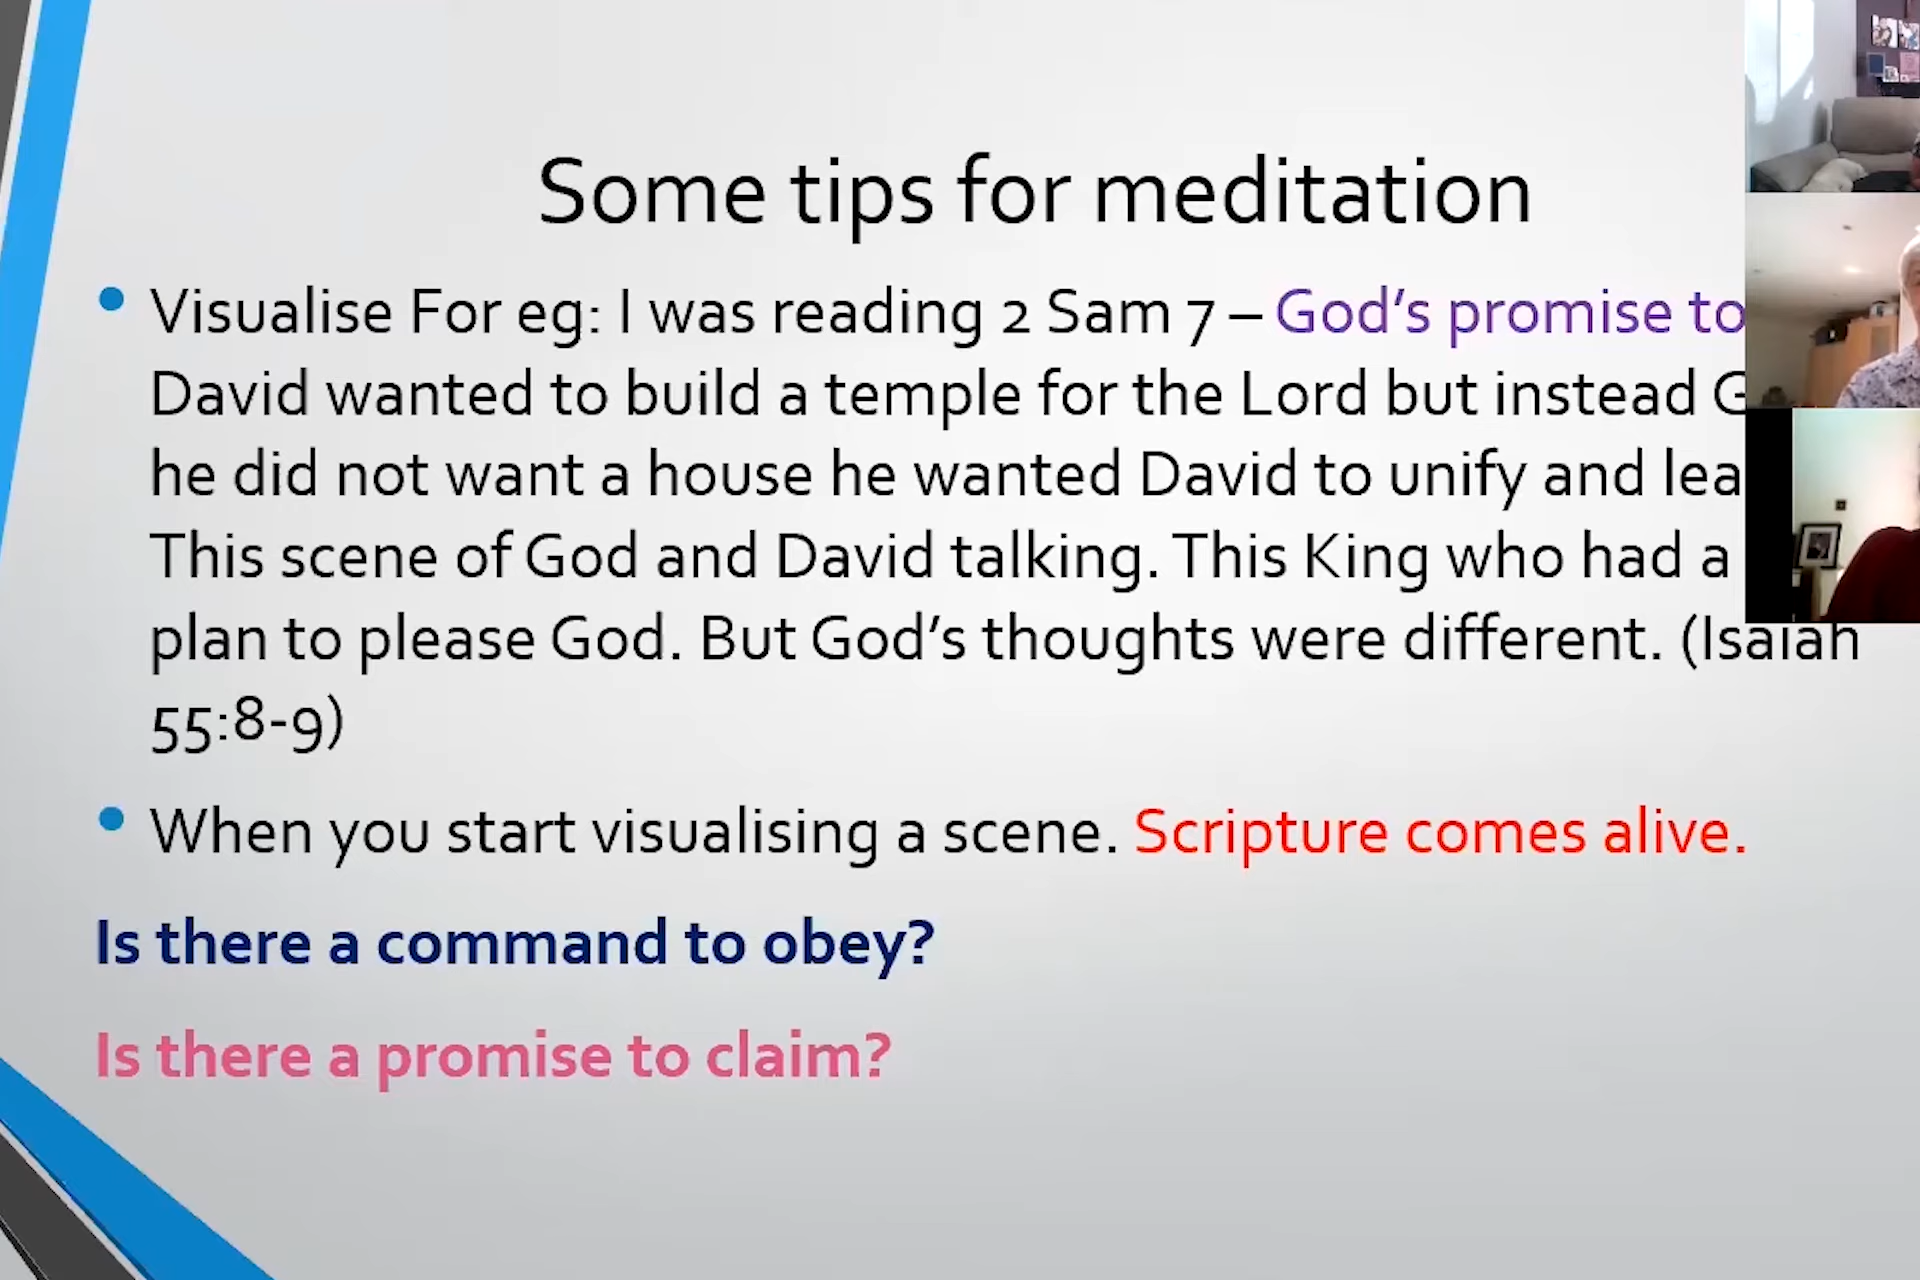 Some tips for meditation
• Visualise For eg: I was reading 2 Sam 7 – God's promise to
David wanted to build a temple for the Lord but instead
he did not want a house he wanted David to unify and
This scene of God and David talking. This King who had a
plan to please God. But God's thoughts were different. (Isaiah
55:8-9)
• When you start visualising a scene. Scripture comes alive.
Is there a command to obey?
Is there a promise to claim?